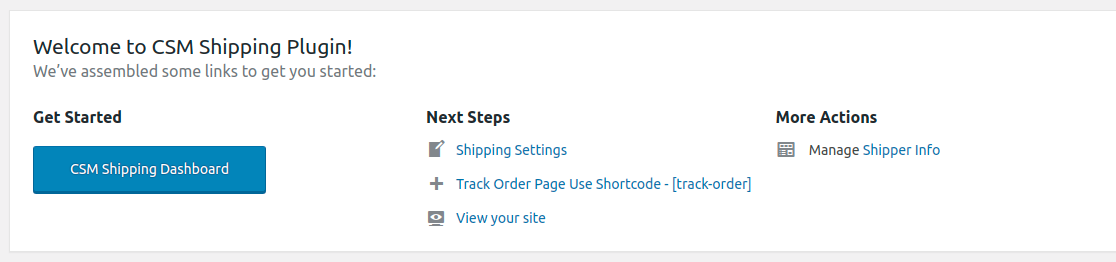 Welcome to CSM Shipping Plugin!
We've assembled some links to get you started:
Get Started
CSM Shipping Dashboard
Next Steps
Shipping Settings
Track Order Page Use Shortcode - [track-order]
View your site
More Actions
Manage Shipper Info